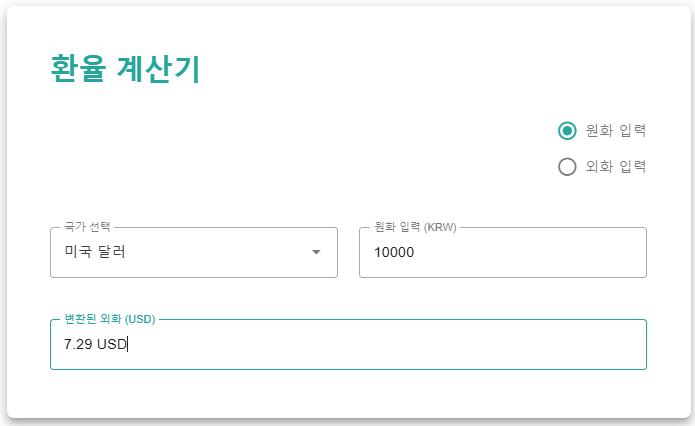 환율 계산기
원화 입력
외화 입력
국가 선택
미국 달러
원화 입력 (KRW)
10000
변환된 외화 (USD)
7.29 USD